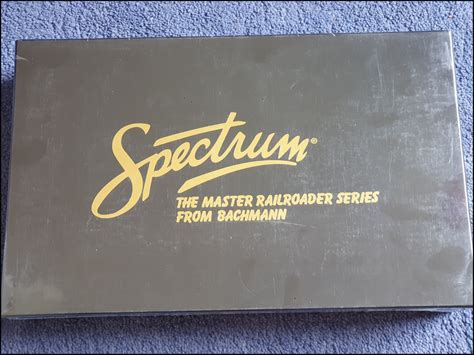 Spectrum®
THE MASTER RAILROADER SERIES
FROM BACHMANN